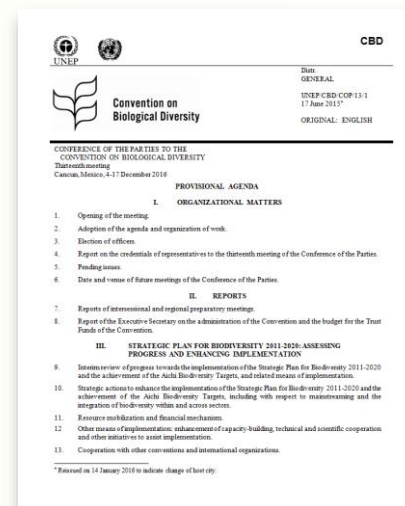 CBD
UNEP
Distr.
GENERAL
UNEP/CBD/COP/13/1
17 June 2015*
ORIGINAL: ENGLISH
Convention on
Biological Diversity
CONFERENCE OF THE PARTIES TO THE
CONVENTION ON BIOLOGICAL DIVERSITY
Thirteenth meeting
Cancun, Mexico, 4-17 December 2016
PROVISIONAL AGENDA
I. ORGANIZATIONAL MATTERS
1. Opening of the meeting.
2. Adoption of the agenda and organization of work.
3. Election of officers.
4. Report on the credentials of representatives to the thirteenth meeting of the Conference of the Parties.
5. Pending issues.
6. Date and venue of future meetings of the Conference of the Parties.
II. REPORTS
7. Reports of intersessional and regional preparatory meetings.
8. Report of the Executive Secretary on the administration of the Convention and the budget for the Trust
Funds of the Convention.
III. STRATEGIC PLAN FOR BIODIVERSITY 2011-2020: ASSESSING
PROGRESS AND ENHANCING IMPLEMENTATION
9. Interim review of progress towards the implementation of the Strategic Plan for Biodiversity 2011-2020
and the achievement of the Aichi Biodiversity Targets, and related means of implementation.
10. Strategic actions to enhance the implementation of the Strategic Plan for Biodiversity 2011-2020 and the
achievement of the Aichi Biodiversity Targets, including with respect to mainstreaming and the
integration of biodiversity within and across sectors.
11. Resource mobilization and financial mechanism.
12 Other means of implementation: enhancement of capacity-building, technical and scientific cooperation
and other initiatives to assist implementation.
13. Cooperation with other conventions and international organizations.
* Reissued on 14 January 2016 to indicate change of host city.